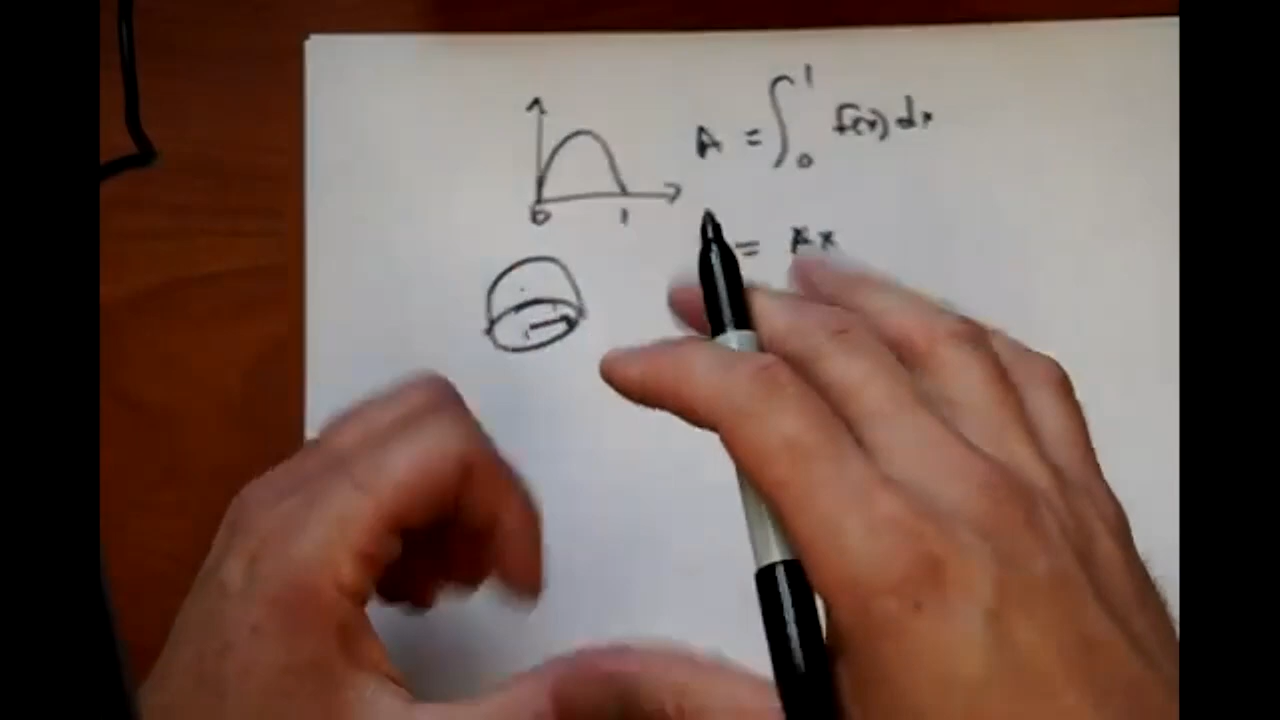 A = ∫₀¹ f(x) dx
0 1
=